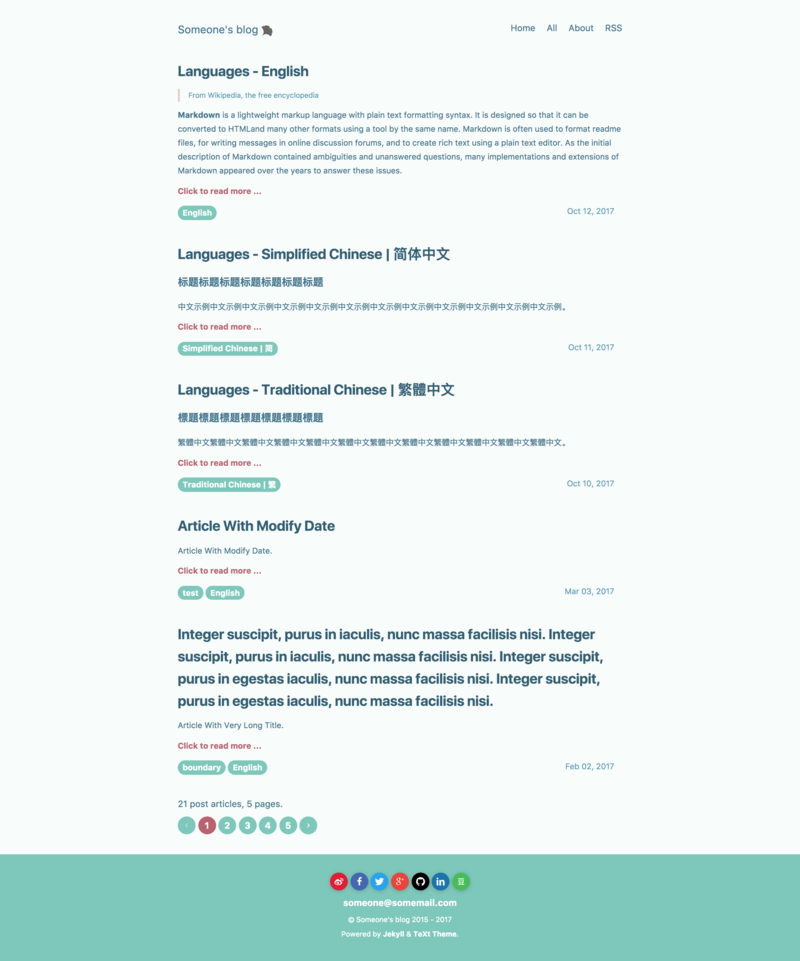 Someone's blog
Home All About RSS
Languages - English
From Wikipedia, the free encyclopedia
Markdown is a lightweight markup language with plain text formatting syntax. It is designed so that it can be
converted to HTMLand many other formats using a tool by the same name. Markdown is often used to format readme
files, for writing messages in online discussion forums, and to create rich text using a plain text editor. As the initial
description of Markdown contained ambiguities and unanswered questions, many implementations and extensions of
Markdown appeared over the years to answer these issues.
Click to read more ...
English
Oct 12, 2017
Languages - Simplified Chinese | 简体中文
标题标题标题标题标题标题标题
中文示例中文示例中文示例中文示例中文示例中文示例中文示例中文示例中文示例中文示例中文示例中文示例。
Click to read more ...
Simplified Chinese | 简
Oct 11, 2017
Languages - Traditional Chinese | 繁體中文
標題標題標題標題標題標題標題
繁體中文繁體中文繁體中文繁體中文繁體中文繁體中文繁體中文繁體中文繁體中文繁體中文繁體中文繁體中文。
Click to read more ...
Traditional Chinese | 繁
Oct 10, 2017
Article With Modify Date
Article With Modify Date.
Click to read more ...
test English
Mar 03, 2017
Integer suscipit, purus in iaculis, nunc massa facilisis nisi. Integer
suscipit, purus in iaculis, nunc massa facilisis nisi. Integer suscipit,
purus in egestas iaculis, nunc massa facilisis nisi. Integer suscipit,
purus in egestas iaculis, nunc massa facilisis nisi.
Article With Very Long Title.
Click to read more ...
boundary English
Feb 02, 2017
21 post articles, 5 pages.
‹ 1 2 3 4 5 ›
f g+ in 豆
someone@somemail.com
© Someone's blog 2015 - 2017
Powered by Jekyll & TeXt Theme.